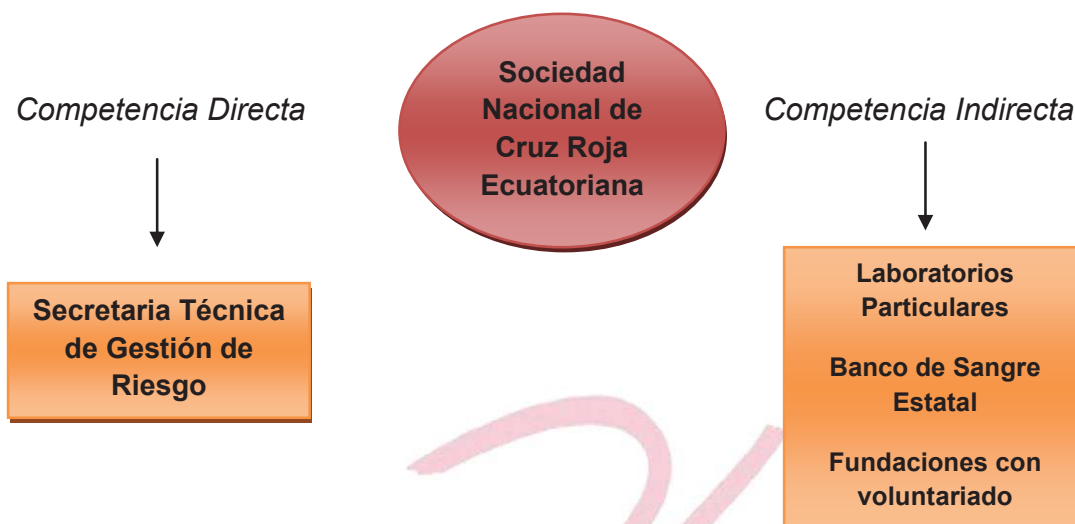 Sociedad
Nacional de
Cruz Roja
Ecuatoriana
Competencia Directa
Competencia Indirecta
Secretaria Técnica
de Gestión de
Riesgo
Laboratorios
Particulares
Banco de Sangre
Estatal
Fundaciones con
voluntariado